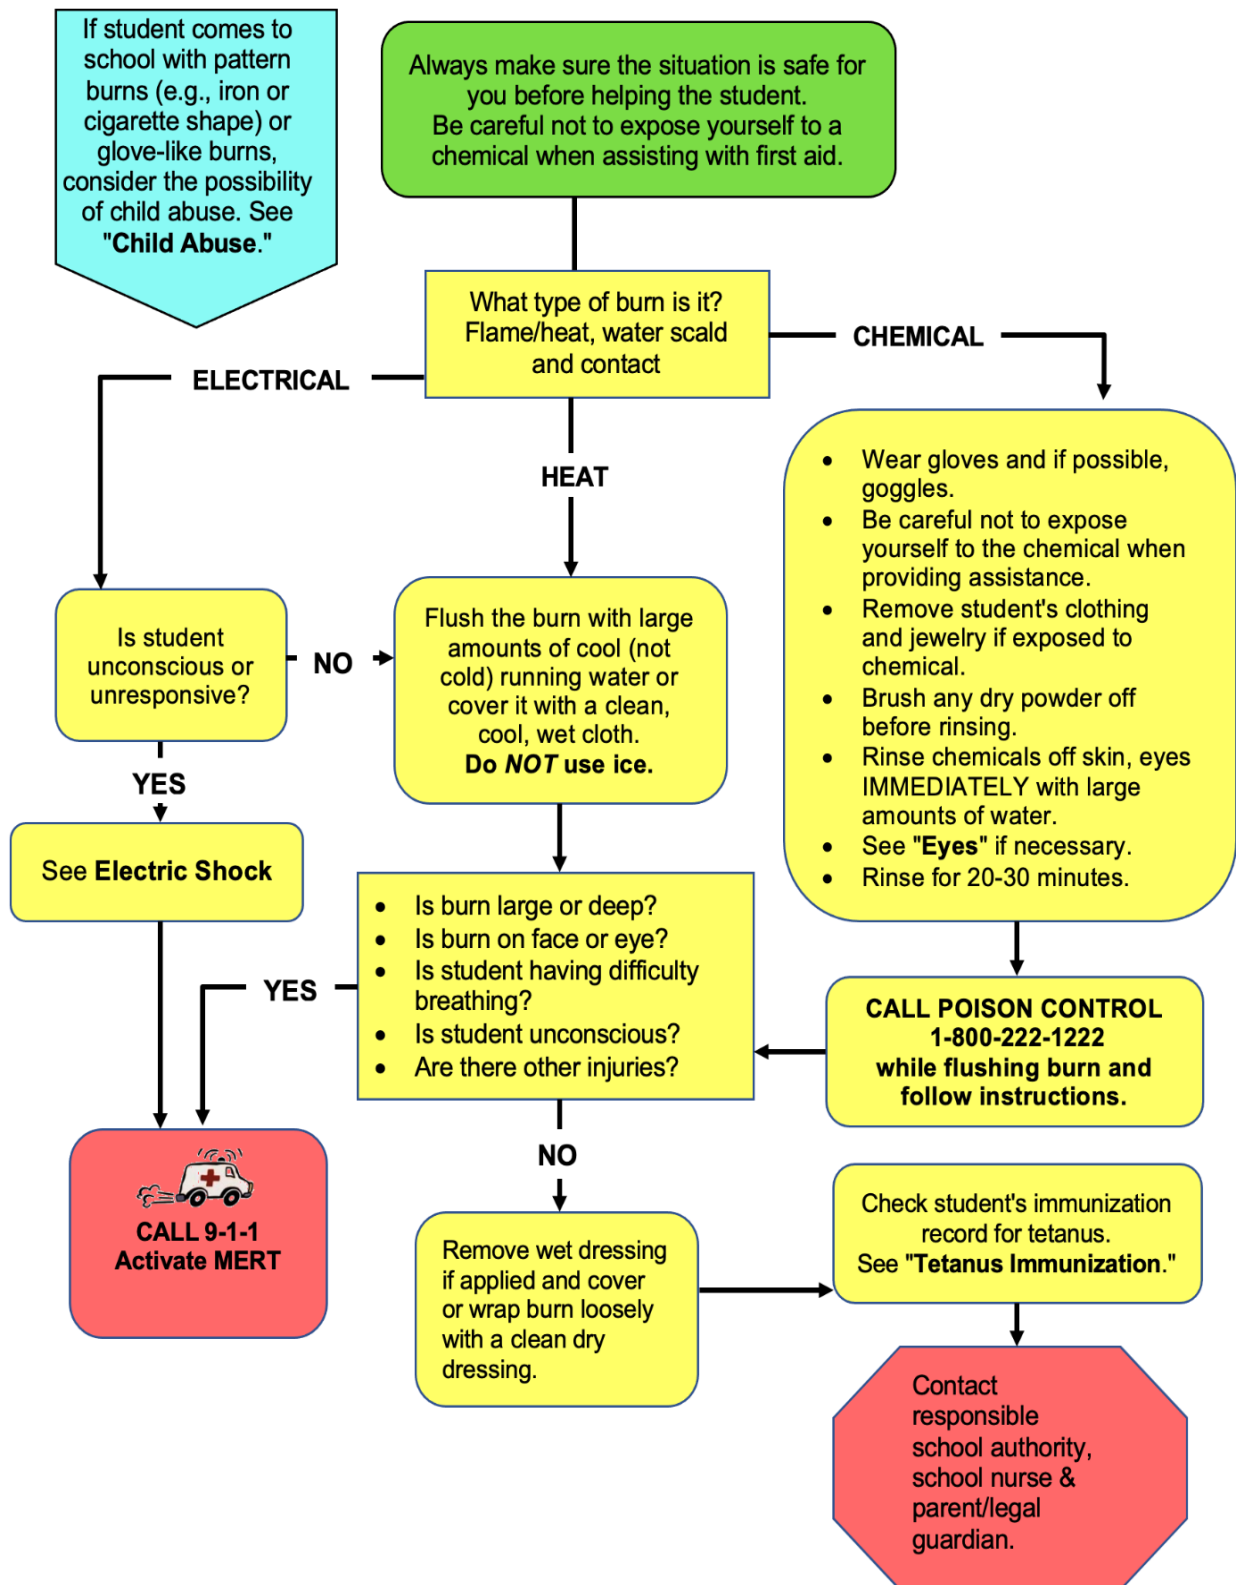 If student comes to
school with pattern
burns (e.g., iron or
cigarette shape) or
glove-like burns,
consider the possibility
of child abuse. See
"Child Abuse."
Always make sure the situation is safe for
you before helping the student.
Be careful not to expose yourself to a
chemical when assisting with first aid.
What type of burn is it?
Flame/heat, water scald
and contact
CHEMICAL
ELECTRICAL
HEAT
• Wear gloves and if possible,
goggles.
• Be careful not to expose
yourself to the chemical when
providing assistance.
• Remove student's clothing
and jewelry if exposed to
chemical.
• Brush any dry powder off
before rinsing.
• Rinse chemicals off skin, eyes
IMMEDIATELY with large
amounts of water.
• See "Eyes" if necessary.
• Rinse for 20-30 minutes.
Is student
unconscious or
unresponsive?
NO
Flush the burn with large
amounts of cool (not
cold) running water or
cover it with a clean,
cool, wet cloth.
Do NOT use ice.
YES
See Electric Shock
• Is burn large or deep?
• Is burn on face or eye?
• Is student having difficulty
breathing?
• Is student unconscious?
• Are there other injuries?
YES
CALL POISON CONTROL
1-800-222-1222
while flushing burn and
follow instructions.
NO
CALL 9-1-1
Activate MERT
Remove wet dressing
if applied and cover
or wrap burn loosely
with a clean dry
dressing.
Check student's immunization
record for tetanus.
See "Tetanus Immunization."
Contact
responsible
school authority,
school nurse &
parent/legal
guardian.